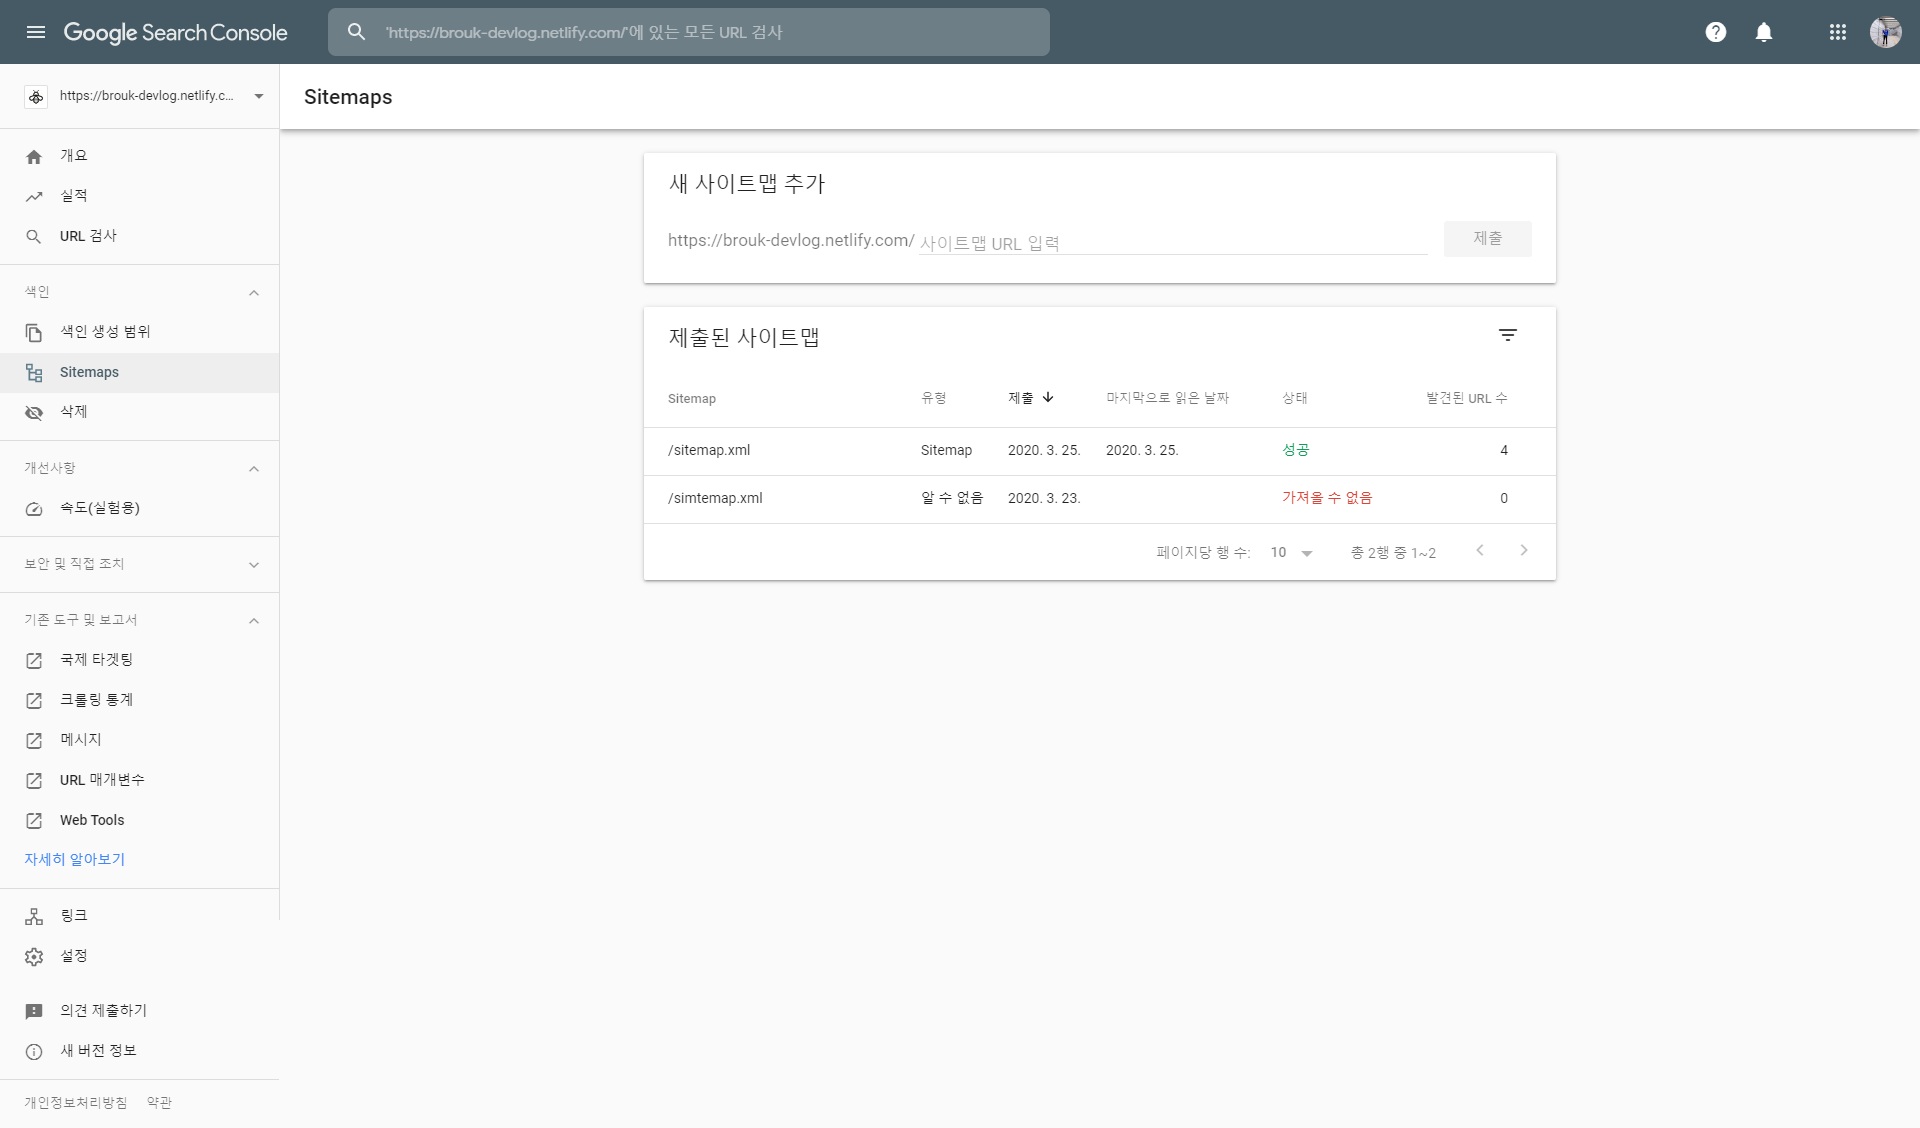 Google Search Console
'https://brouk-devlog.netlify.com/'에 있는 모든 URL 검사
https://brouk-devlog.netlify.c...
Sitemaps
개요
실적
URL 검사
색인
색인 생성 범위
Sitemaps
삭제
개선사항
속도(실험용)
보안 및 직접 조치
기존 도구 및 보고서
국제 타겟팅
크롤링 통계
메시지
URL 매개변수
Web Tools
자세히 알아보기
링크
설정
의견 제출하기
새 버전 정보
개인정보처리방침 약관
새 사이트맵 추가
https://brouk-devlog.netlify.com/ 사이트맵 URL 입력 제출
제출된 사이트맵
Sitemap 유형 제출 마지막으로 읽은 날짜 상태 발견된 URL 수
/sitemap.xml Sitemap 2020. 3. 25. 2020. 3. 25. 성공 4
/simtemap.xml 알 수 없음 2020. 3. 23. 가져올 수 없음 0
페이지당 행 수: 10 총 2행 중 1~2